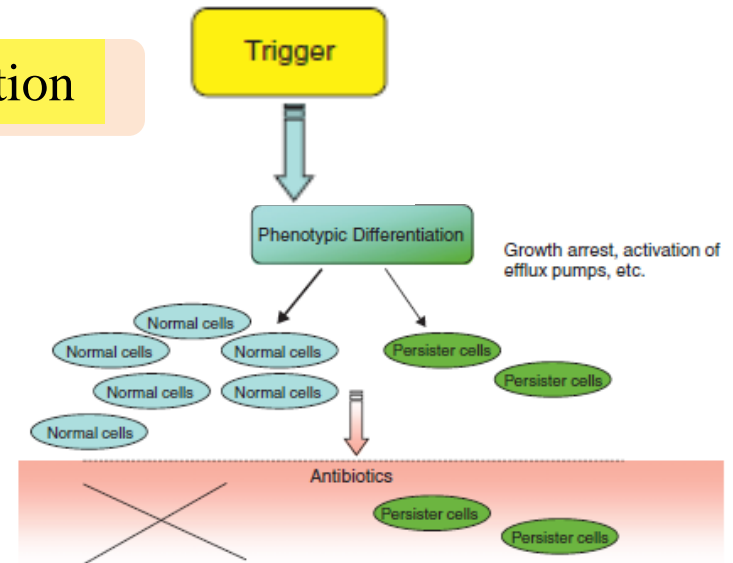 Trigger
tion
Phenotypic Differentiation
Growth arrest, activation of
efflux pumps, etc.
Normal cells
Normal cells
Normal cells
Persister cells
Persister cells
Normal cells
Normal cells
Normal cells
Antibiotics
Persister cells
Persister cells